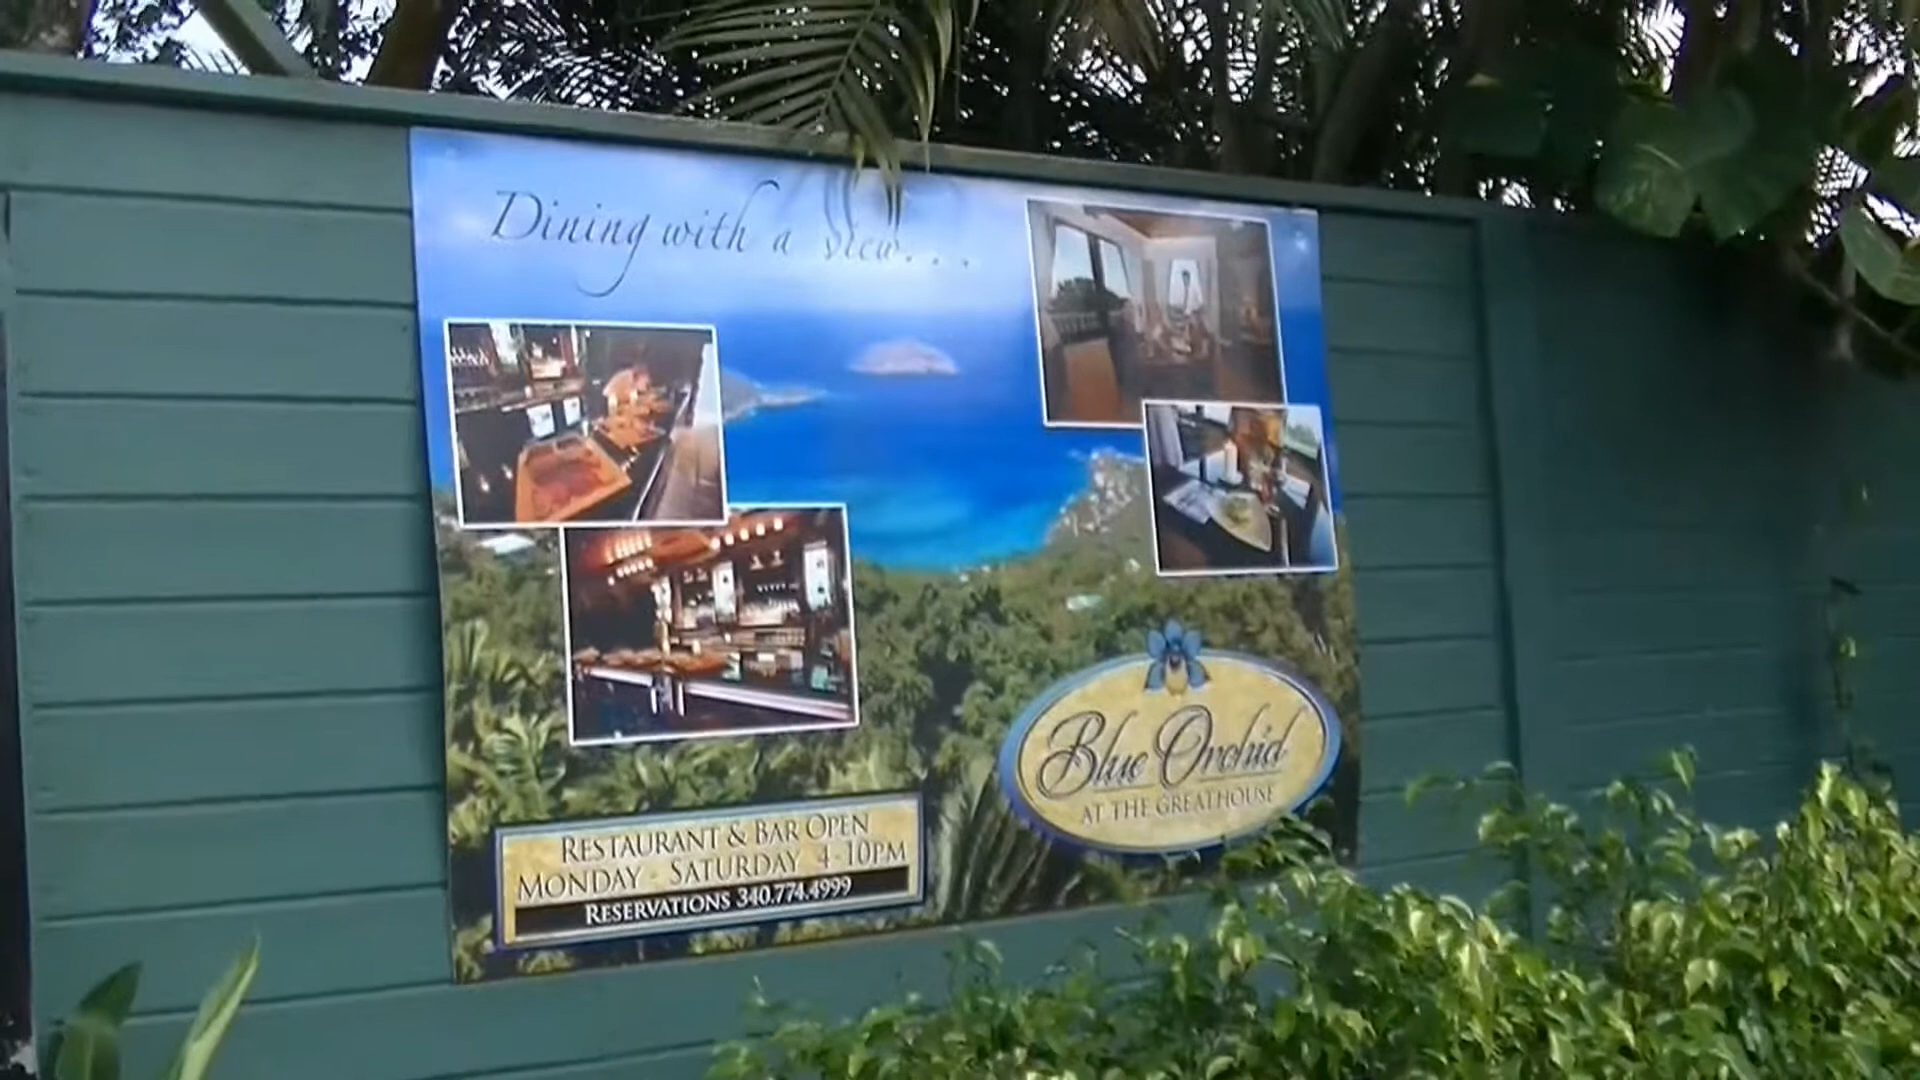 Dining with a view...
Blue Orchid
AT THE GREATHOUSE
RESTAURANT & BAR OPEN
MONDAY - SATURDAY 4-10PM
RESERVATIONS 340.774.4999